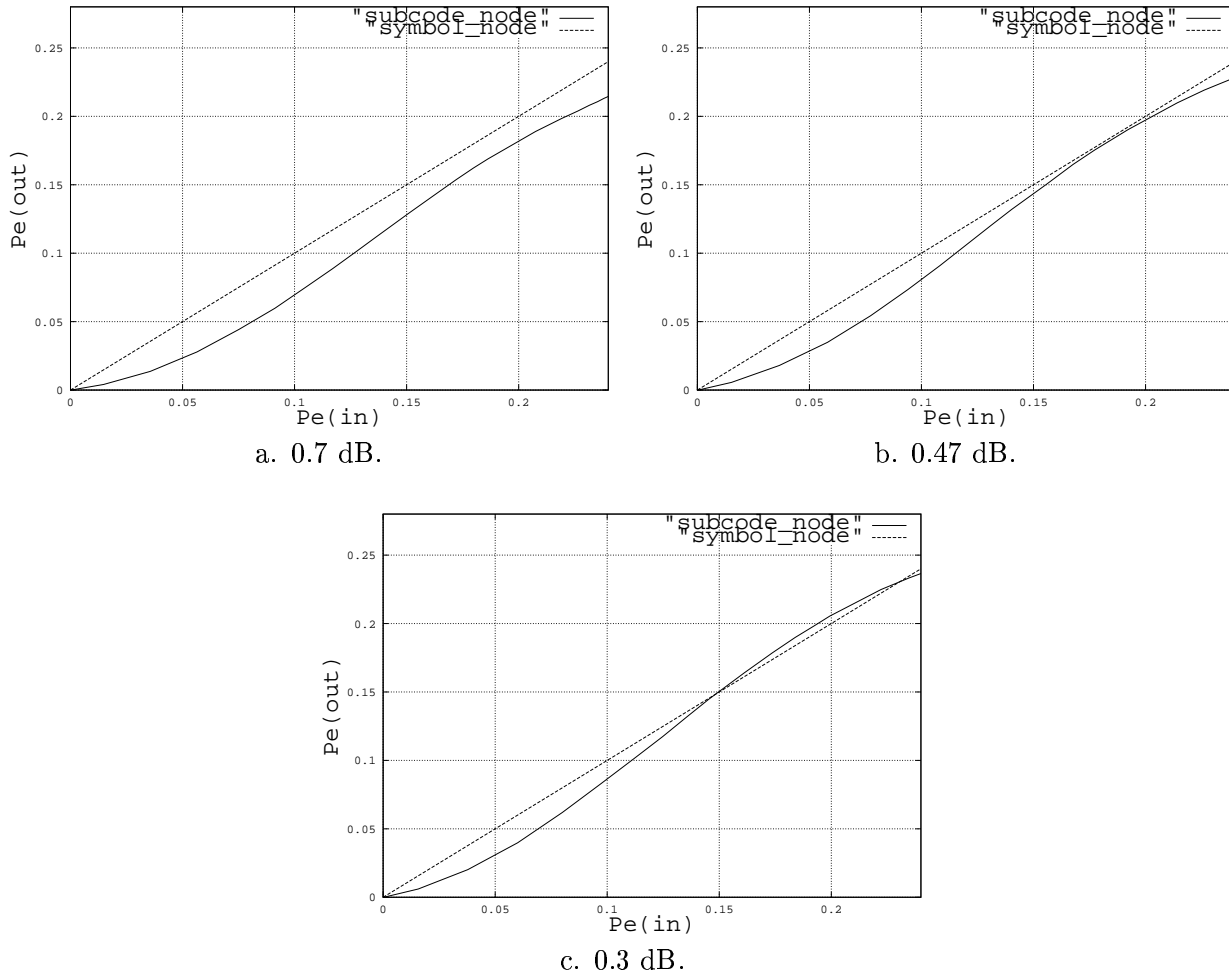 "subcode_node"
"symbol_node"
0.25
0.2
0.15
0.1
0.05
0
Pe(out)
0 0.05 0.1 0.15 0.2
Pe(in)
a. 0.7 dB.
"subcode_node"
"symbol_node"
0.25
0.2
0.15
0.1
0.05
0
Pe(out)
0 0.05 0.1 0.15 0.2
Pe(in)
b. 0.47 dB.
"subcode_node"
"symbol_node"
0.25
0.2
0.15
0.1
0.05
0
Pe(out)
0 0.05 0.1 0.15 0.2
Pe(in)
c. 0.3 dB.